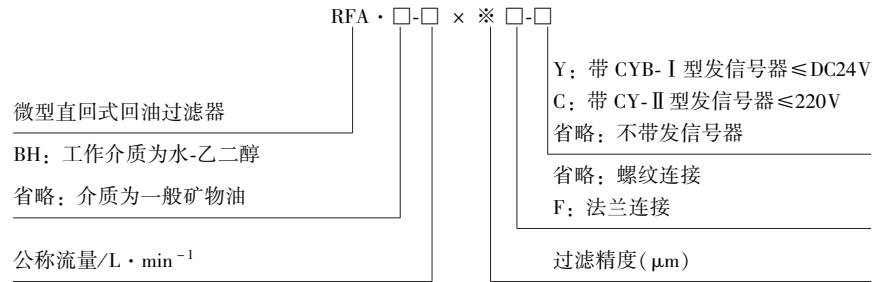 RFA·□-□ × ※ □-□
Y：带 CYB-Ⅰ型发信号器≤DC24V
C：带 CY-Ⅱ型发信号器≤220V
省略：不带发信号器
微型直回式回油过滤器
BH：工作介质为水-乙二醇
省略：介质为一般矿物油
省略：螺纹连接
F：法兰连接
公称流量/L·min⁻¹
过滤精度(μm)